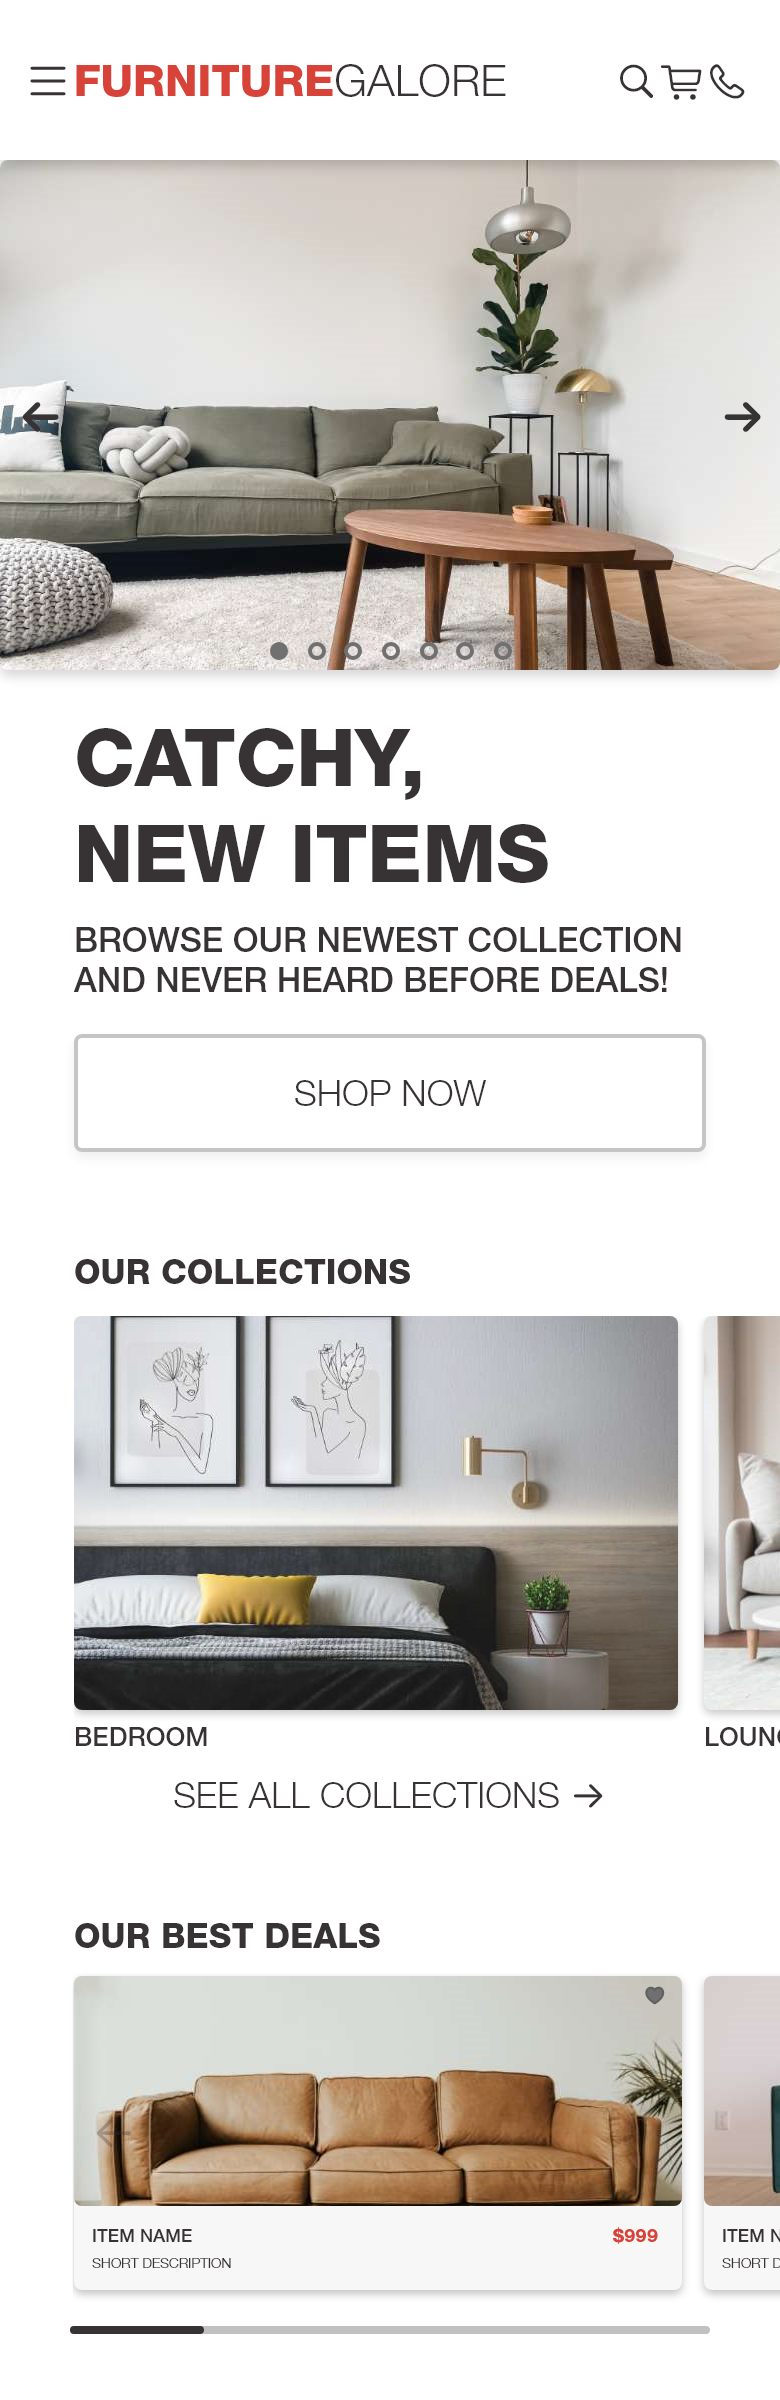 FURNITUREGALORE
CATCHY,
NEW ITEMS
BROWSE OUR NEWEST COLLECTION
AND NEVER HEARD BEFORE DEALS!
SHOP NOW
OUR COLLECTIONS
BEDROOM
SEE ALL COLLECTIONS
OUR BEST DEALS
ITEM NAME
$999
SHORT DESCRIPTION
ITEM
SHORT